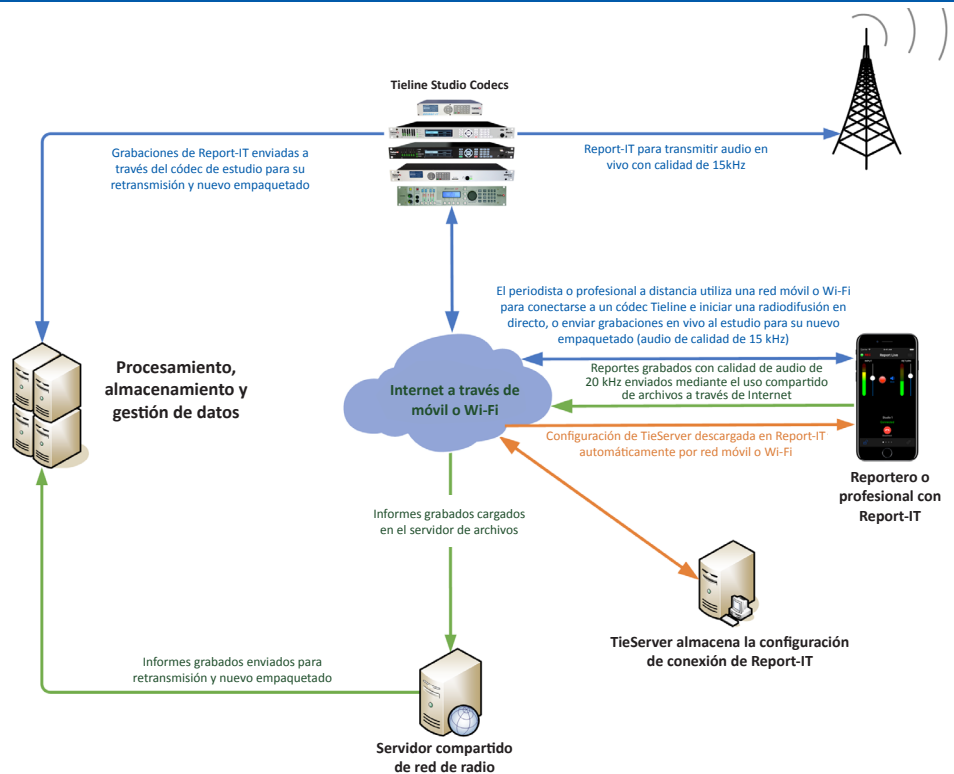 Tieline Studio Codecs
Grabaciones de Report-IT enviadas a
través del códec de estudio para su
retransmisión y nuevo empaquetado
Report-IT para transmitir audio en
vivo con calidad de 15kHz
El periodista o profesional a distancia utiliza una red móvil o Wi-Fi
para conectarse a un códec Tieline e iniciar una radiodifusión en
directo, o enviar grabaciones en vivo al estudio para su nuevo
empaquetado (audio de calidad de 15 kHz)
Procesamiento,
almacenamiento y
gestión de datos
Internet a través de
móvil o Wi-Fi
Reportes grabados con calidad de audio de
20 kHz enviados mediante el uso compartido
de archivos a través de Internet
Configuración de TieServer descargada en Report-IT
automáticamente por red móvil o Wi-Fi
Report Live
Reportero o
profesional con
Report-IT
Informes grabados cargados
en el servidor de archivos
TieServer almacena la configuración
de conexión de Report-IT
Informes grabados enviados para
retransmisión y nuevo empaquetado
Servidor compartido
de red de radio